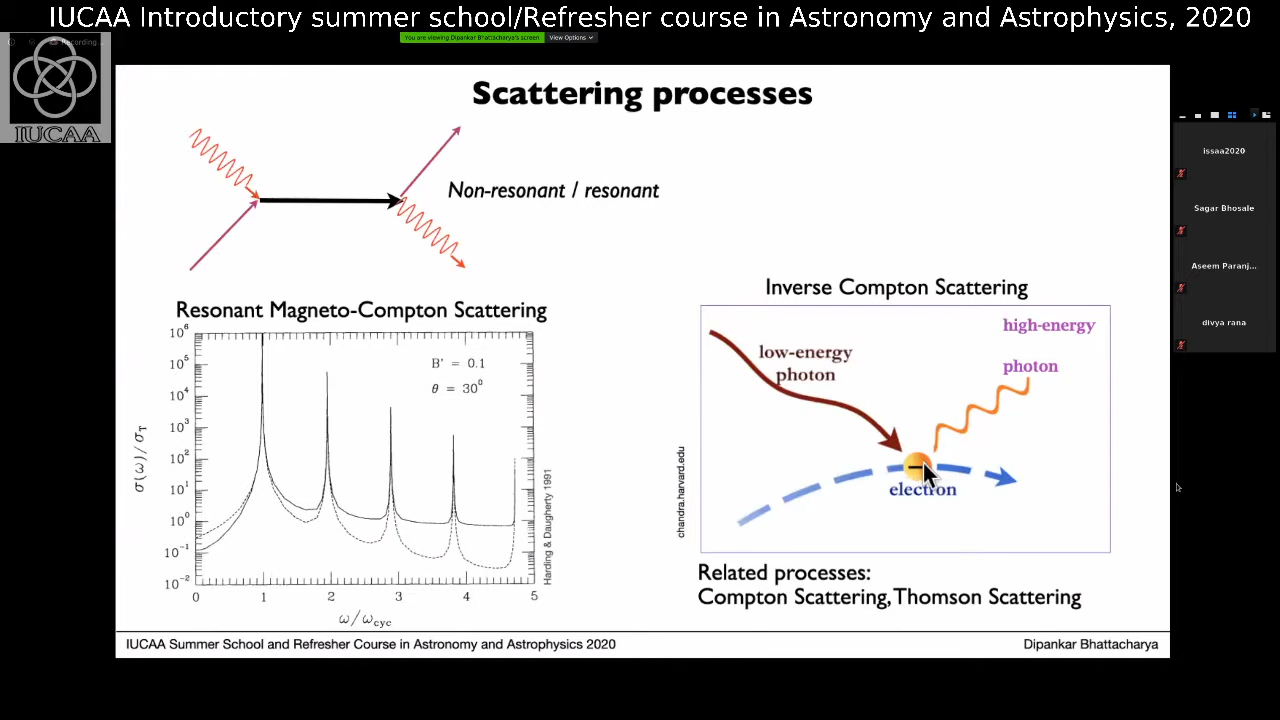 IUCAA Introductory summer school/Refresher course in Astronomy and Astrophysics, 2020
You are viewing Dipankar Bhattacharya's screen
View Options
Recording...
IUCAA
Scattering processes
Non-resonant / resonant
Resonant Magneto-Compton Scattering
10⁶
10⁵
10⁴
10³
10²
10¹
10⁰
10⁻¹
10⁻²
σ(ω)/σ_T
B' = 0.1
θ = 30⁰
0 1 2 3 4 5
ω/ω_cyc
Harding & Daugherty 1991
Inverse Compton Scattering
high-energy
photon
low-energy
photon
electron
chandra.harvard.edu
Related processes:
Compton Scattering, Thomson Scattering
IUCAA Summer School and Refresher Course in Astronomy and Astrophysics 2020
Dipankar Bhattacharya
issaa2020
Sagar Bhosale
Aseem Paranj...
divya rana